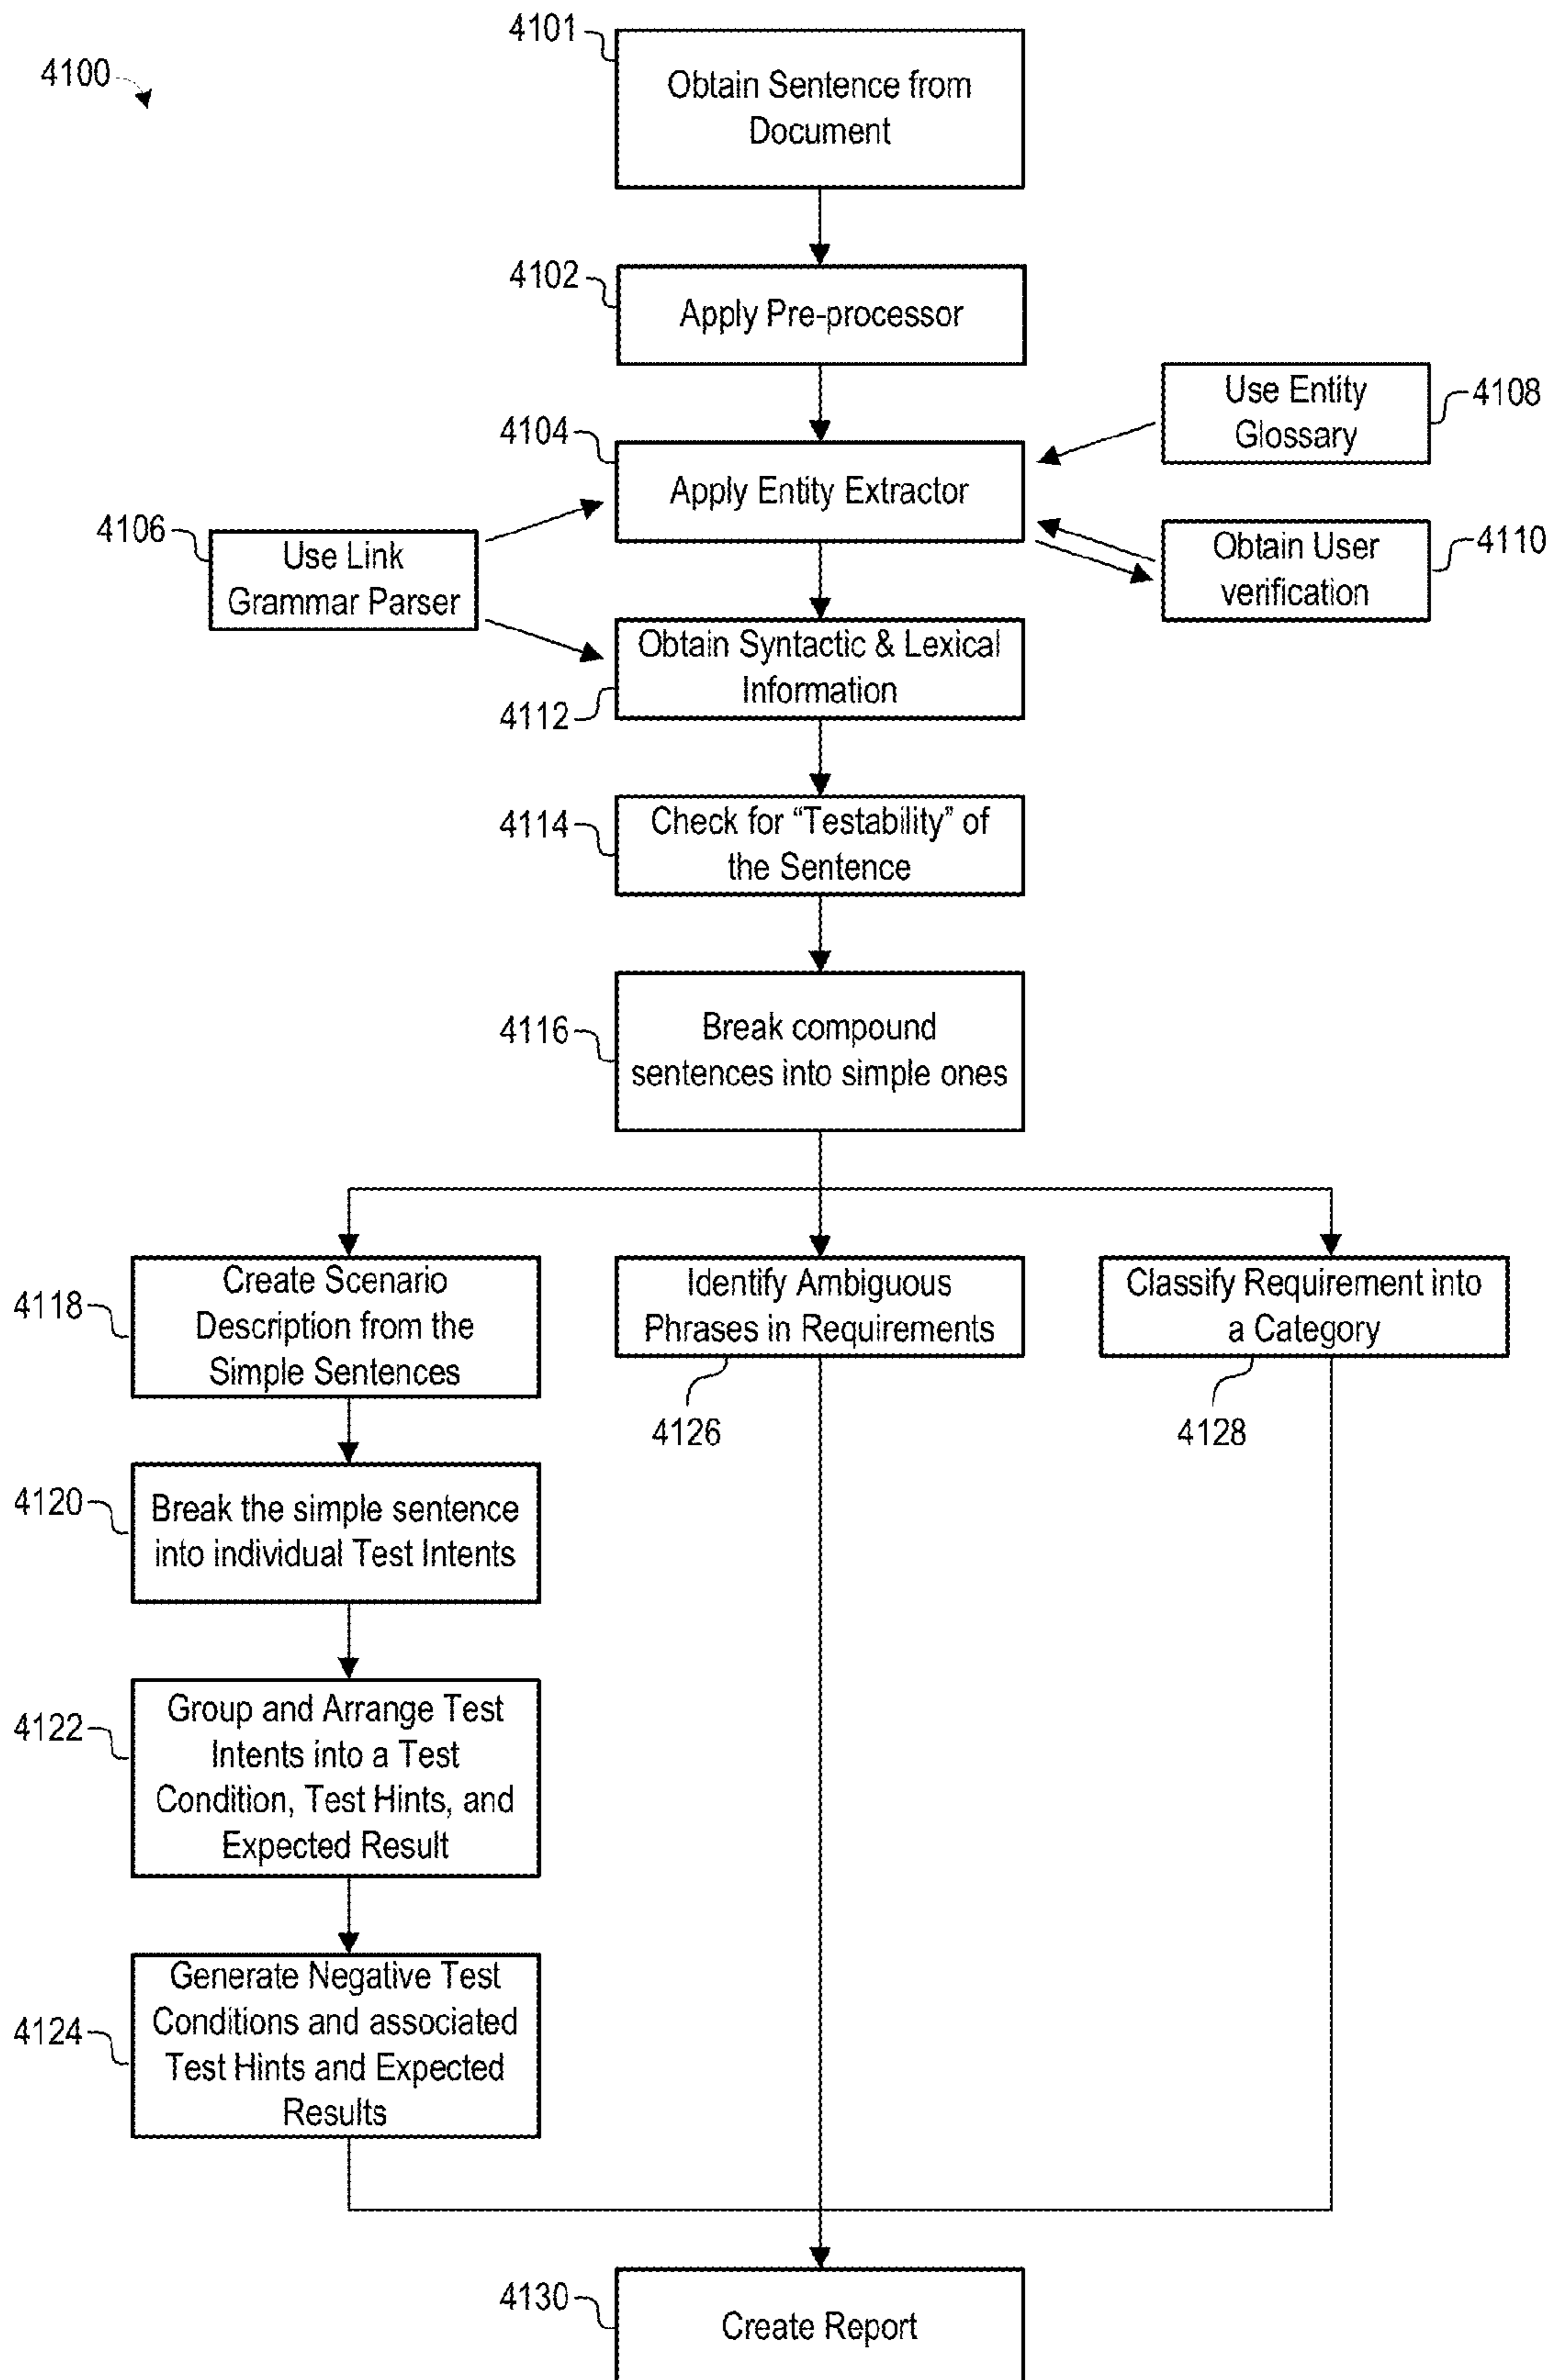 4100
4101
Obtain Sentence from
Document
4102
Apply Pre-processor
Use Entity
Glossary
4108
4104
Apply Entity Extractor
4106
Use Link
Grammar Parser
Obtain User
verification
4110
Obtain Syntactic & Lexical
Information
4112
4114
Check for “Testability” of
the Sentence
4116
Break compound
sentences into simple ones
4118
Create Scenario
Description from the
Simple Sentences
Identify Ambiguous
Phrases in Requirements
4126
Classify Requirement into
a Category
4128
4120
Break the simple sentence
into individual Test Intents
4122
Group and Arrange Test
Intents into a Test
Condition, Test Hints, and
Expected Result
4124
Generate Negative Test
Conditions and associated
Test Hints and Expected
Results
4130
Create Report